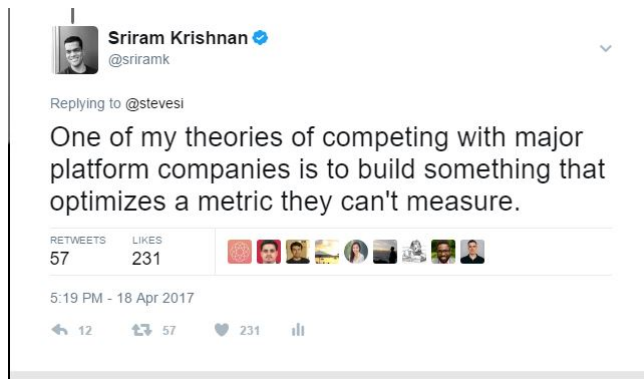 Sriram Krishnan
@sriramk
Replying to @stevesi
One of my theories of competing with major
platform companies is to build something that
optimizes a metric they can't measure.
RETWEETS LIKES
57 231
5:19 PM - 18 Apr 2017
12 57 231